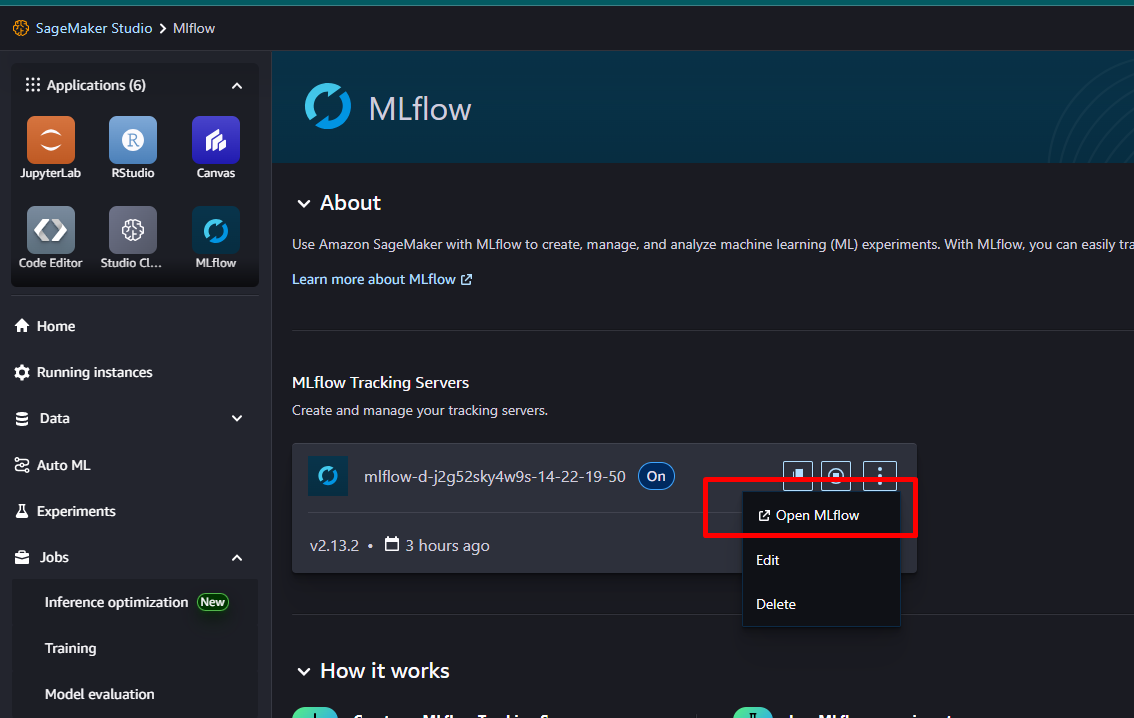 SageMaker Studio > Mlflow
Applications (6)
JupyterLab
RStudio
Canvas
Code Editor
Studio Cl...
MLflow
Home
Running instances
Data
Auto ML
Experiments
Jobs
Inference optimization New
Training
Model evaluation
MLflow
About
Use Amazon SageMaker with MLflow to create, manage, and analyze machine learning (ML) experiments. With MLflow, you can easily tra
Learn more about MLflow
MLflow Tracking Servers
Create and manage your tracking servers.
mlflow-d-j2g52sky4w9s-14-22-19-50 On
v2.13.2 • 3 hours ago
Open MLflow
Edit
Delete
How it works